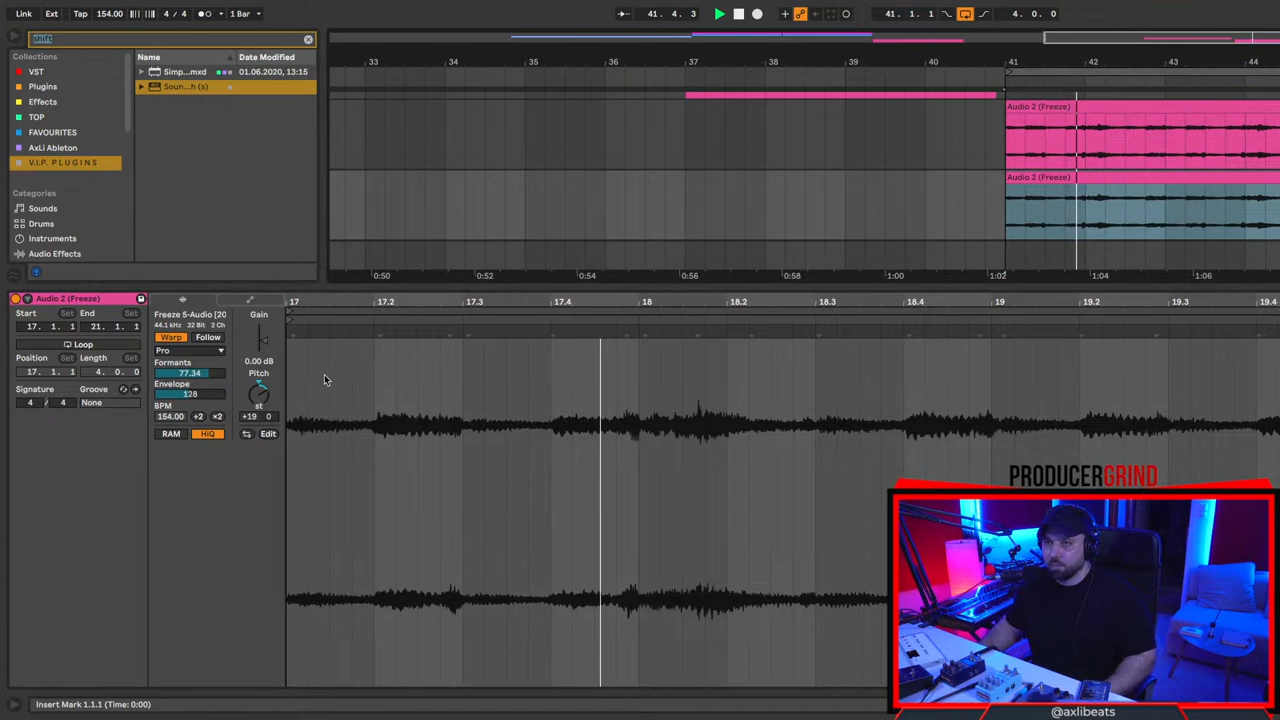 Link Ext Tap 154.00 4 / 4 1 Bar 41. 4. 3 41. 1. 1 4. 0. 0
shift
Collections
VST
Plugins
Effects
TOP
FAVOURITES
AxLi Ableton
V.I.P. PLUGINS
Categories
Sounds
Drums
Instruments
Audio Effects
Name Date Modified
Simp...mxd 01.06.2020, 13:15
Soun...h (s)
33 34 35 36 37 38 39 40 41 42 43 44
Audio 2 (Freeze)
Audio 2 (Freeze)
0:50 0:52 0:54 0:56 0:58 1:00 1:02 1:04 1:06
Audio 2 (Freeze)
Start Set End Set
17. 1. 1 21. 1. 1
Loop
Position Set Length Set
17. 1. 1 4. 0. 0
Signature Groove
4 / 4 None
Freeze 5-Audio [20
44.1 kHz 32 Bit 2 Ch
Warp Follow
Pro
Formants
77.34
Envelope
128
BPM
154.00 ÷2 ×2
RAM HiQ
Gain
0.00 dB
Pitch
st
+19 0
Edit
17 17.2 17.3 17.4 18 18.2 18.3 18.4 19 19.2 19.3 19.4
PRODUCERGRIND
@axlibeats
Insert Mark 1.1.1 (Time: 0:00)